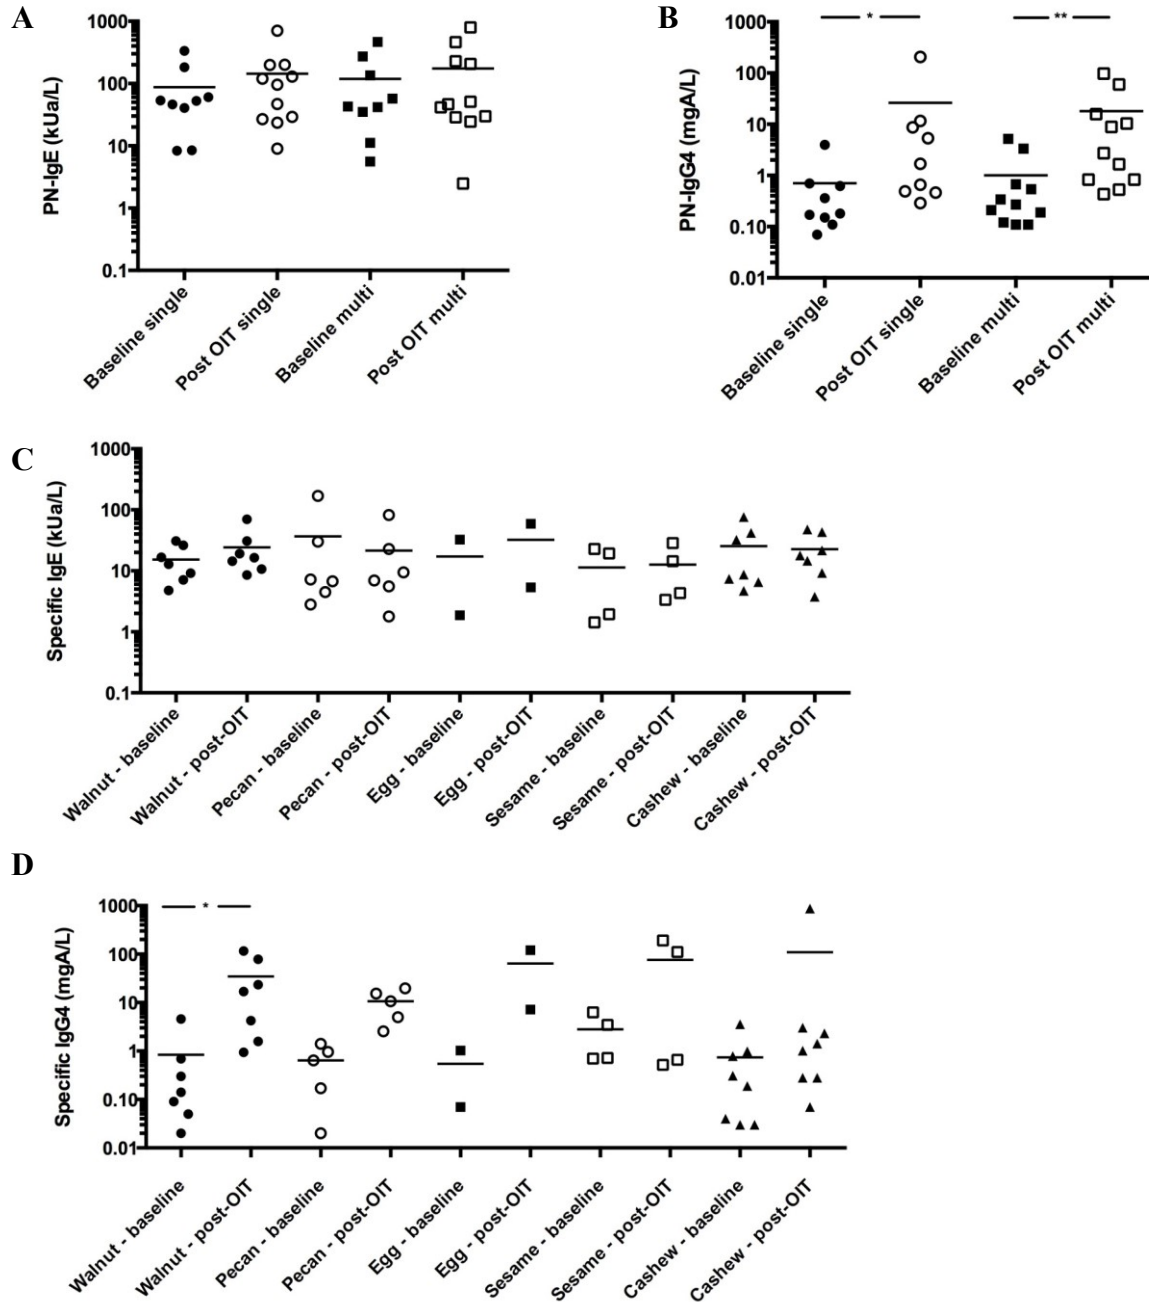 A
PN-IgE (kUa/L)
1000
100
10
1
0.1
Baseline single
Post OIT single
Baseline multi
Post OIT multi
B
PN-IgG4 (mgA/L)
*
**
1000
100
10
1
0.10
0.01
Baseline single
Post OIT single
Baseline multi
Post OIT multi
C
Specific IgE (kUa/L)
1000
100
10
1
0.1
Walnut - baseline
Walnut - post-OIT
Pecan - baseline
Pecan - post-OIT
Egg - baseline
Egg - post-OIT
Sesame - baseline
Sesame - post-OIT
Cashew - baseline
Cashew - post-OIT
D
Specific IgG4 (mgA/L)
*
1000
100
10
1
0.10
0.01
Walnut - baseline
Walnut - post-OIT
Pecan - baseline
Pecan - post-OIT
Egg - baseline
Egg - post-OIT
Sesame - baseline
Sesame - post-OIT
Cashew - baseline
Cashew - post-OIT